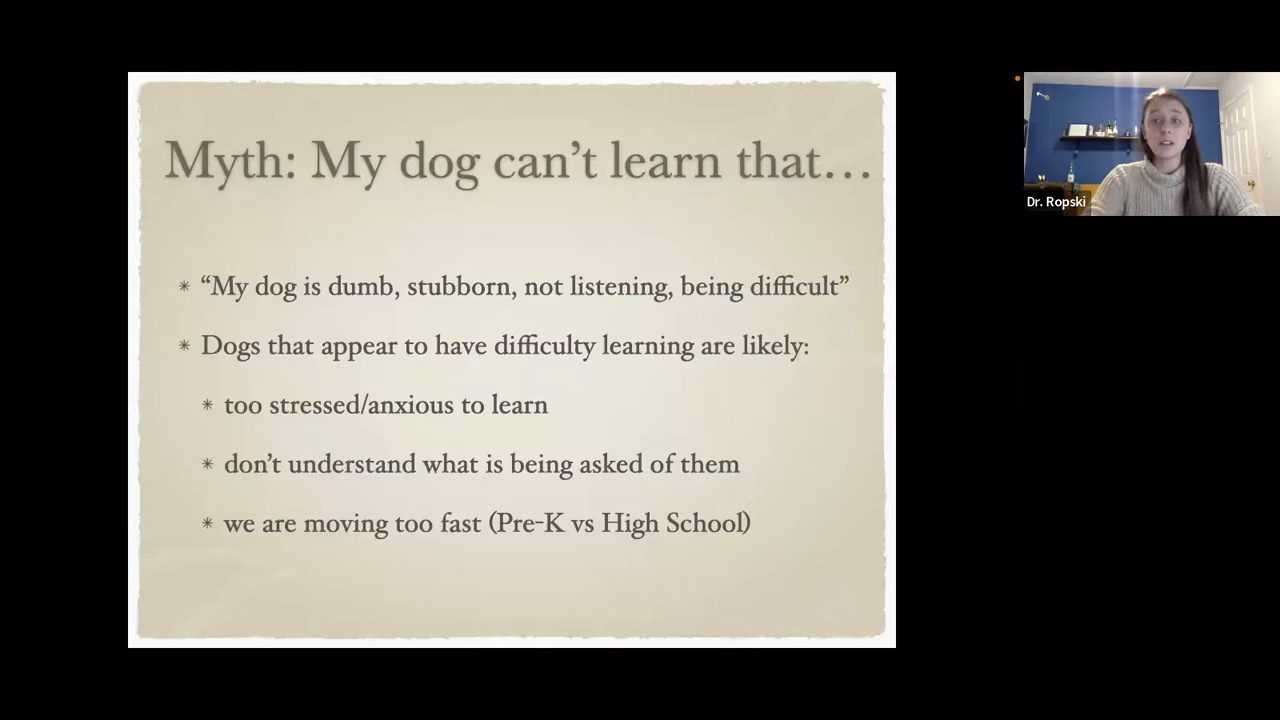 Myth: My dog can’t learn that…
“My dog is dumb, stubborn, not listening, being difficult”
Dogs that appear to have difficulty learning are likely:
too stressed/anxious to learn
don’t understand what is being asked of them
we are moving too fast (Pre-K vs High School)
Dr. Ropski